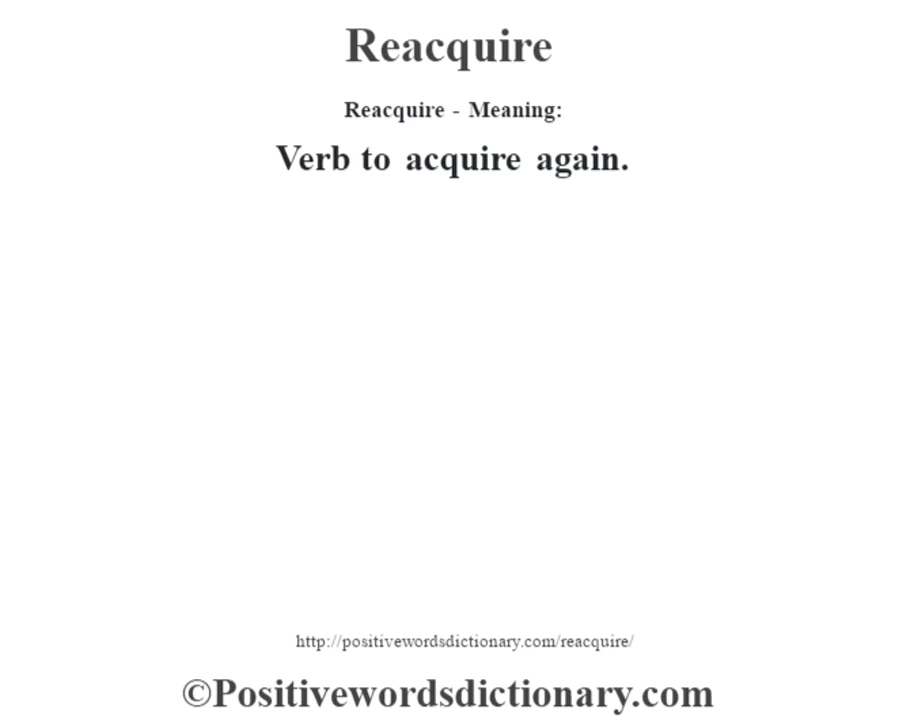 Reacquire
Reacquire - Meaning:
Verb to acquire again.
http://positivewordsdictionary.com/reacquire/
©Positivewordsdictionary.com